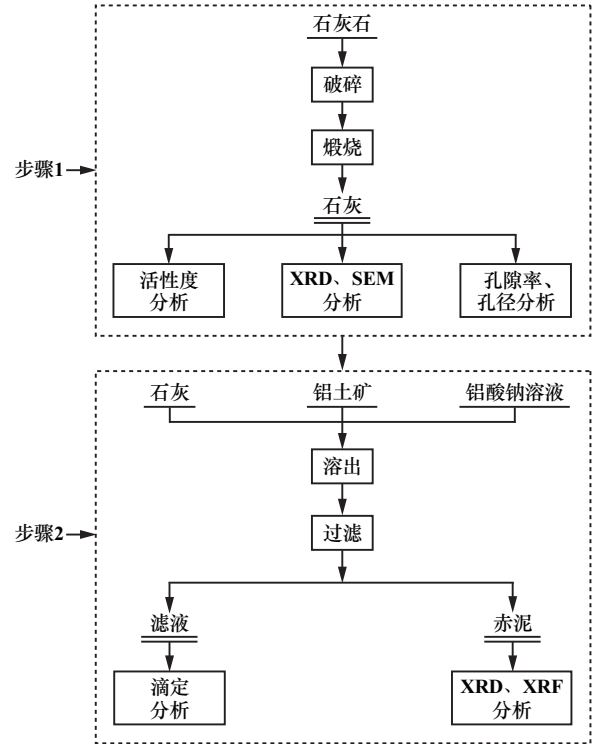 石灰石
破碎
煅烧
步骤1
石灰
活性度
分析
XRD、SEM
分析
孔隙率、
孔径分析
石灰
铝土矿
铝酸钠溶液
溶出
步骤2
过滤
滤液
赤泥
滴定
分析
XRD、XRF
分析